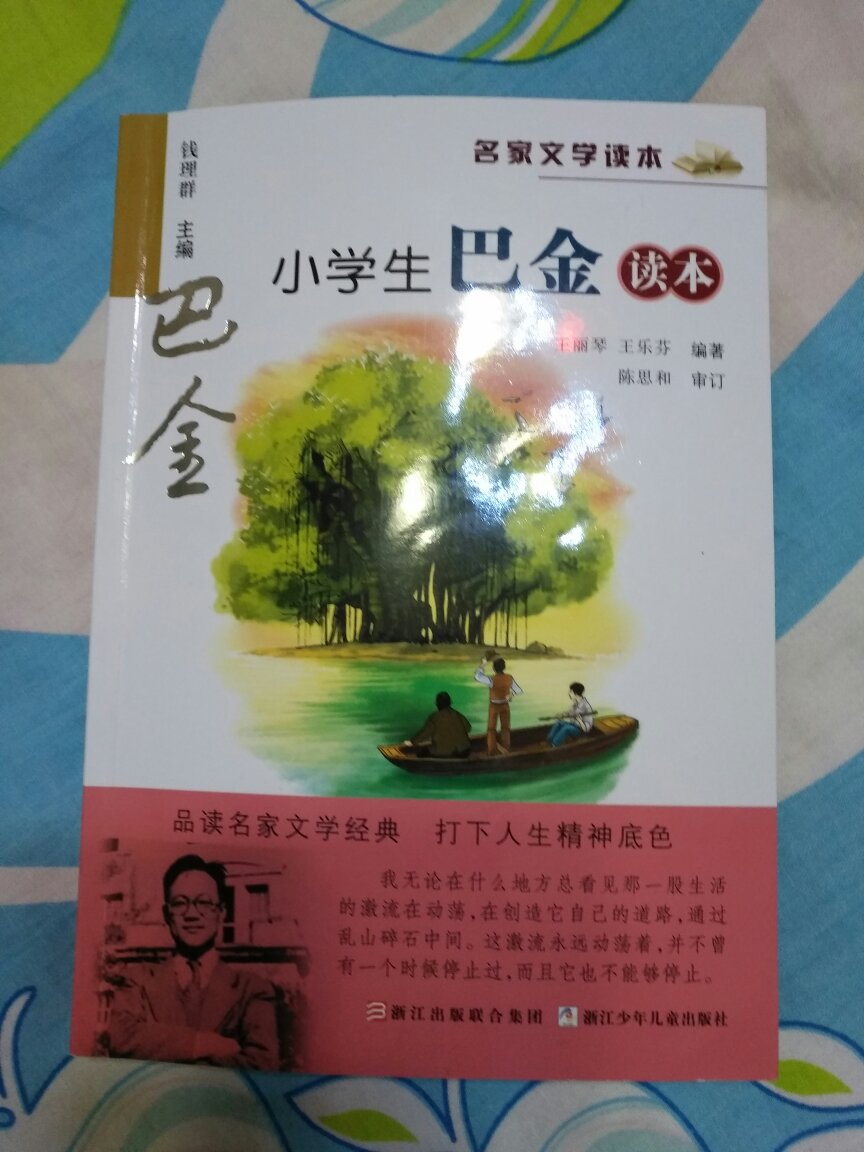 名家文学读本
钱理群 主编
小学生巴金读本
巴金
王丽琴 王乐芬 编著
陈思和 审订
品读名家文学经典 打下人生精神底色
我无论在什么地方总看见那一股生活
的激流在动荡,在创造它自己的道路,通过
乱山碎石中间。这激流永远动荡着,并不曾
有一个时候停止过,而且它也不能够停止。
浙江出版联合集团 浙江少年儿童出版社